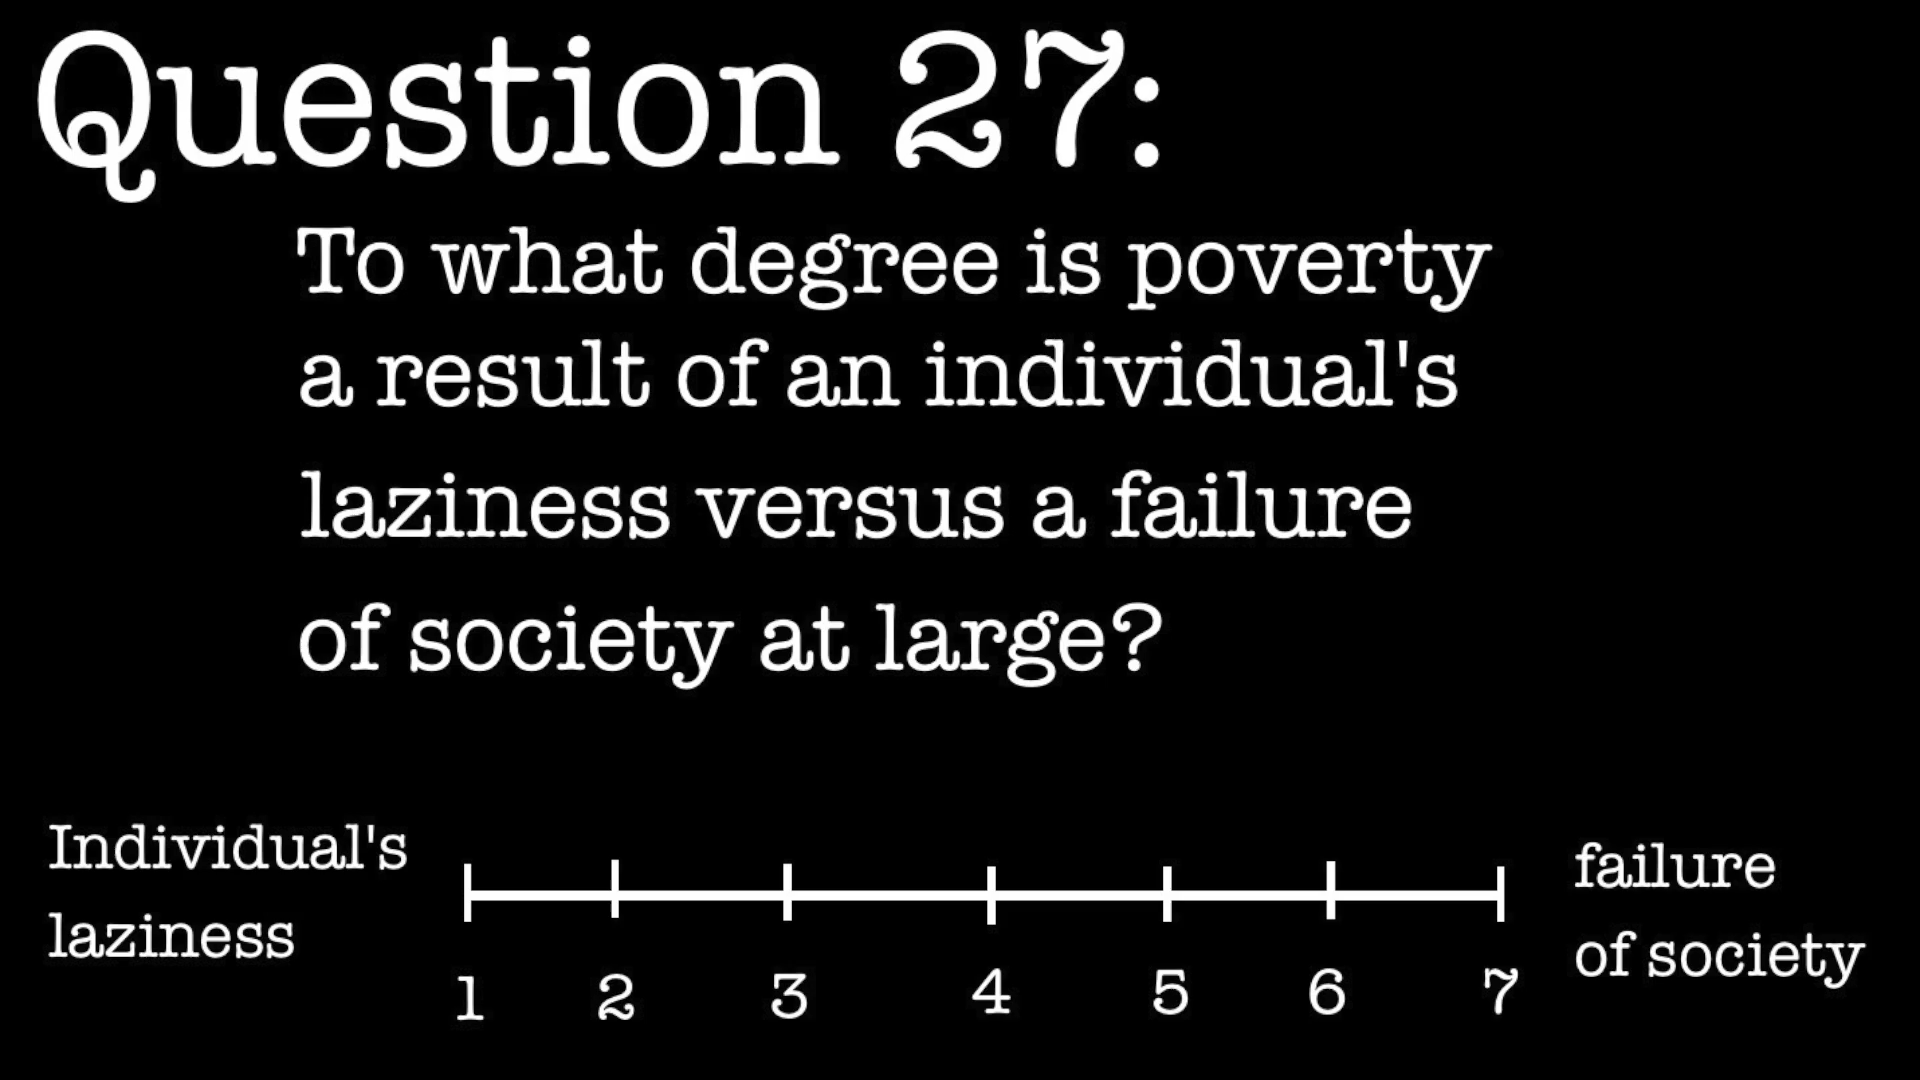 Question 27:
To what degree is poverty
a result of an individual's
laziness versus a failure
of society at large?
Individual's
laziness
failure
of society
1 2 3 4 5 6 7